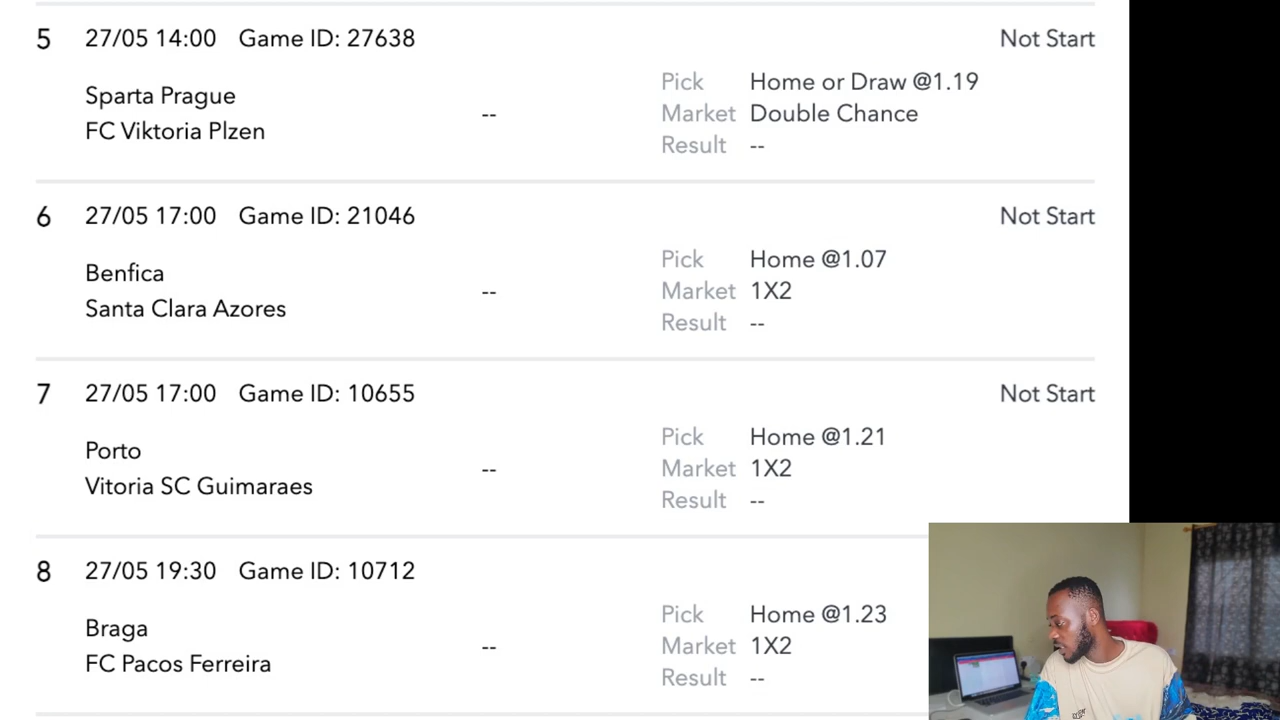 5 27/05 14:00 Game ID: 27638 Not Start
Sparta Prague
FC Viktoria Plzen
--
Pick Home or Draw @1.19
Market Double Chance
Result --
6 27/05 17:00 Game ID: 21046 Not Start
Benfica
Santa Clara Azores
--
Pick Home @1.07
Market 1X2
Result --
7 27/05 17:00 Game ID: 10655 Not Start
Porto
Vitoria SC Guimaraes
--
Pick Home @1.21
Market 1X2
Result --
8 27/05 19:30 Game ID: 10712
Braga
FC Pacos Ferreira
--
Pick Home @1.23
Market 1X2
Result --